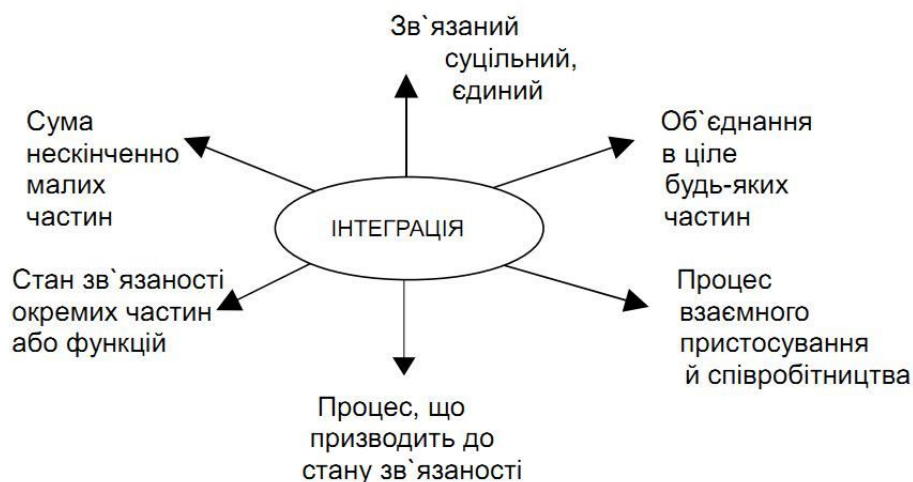 Зв`язаний
суцільний,
єдиний
Сума
нескінченно
малих
частин
Об`єднання
в ціле
будь-яких
частин
ІНТЕГРАЦІЯ
Стан зв`язаності
окремих частин
або функцій
Процес
взаємного
пристосування
й співробітництва
Процес, що
призводить до
стану зв`язаності